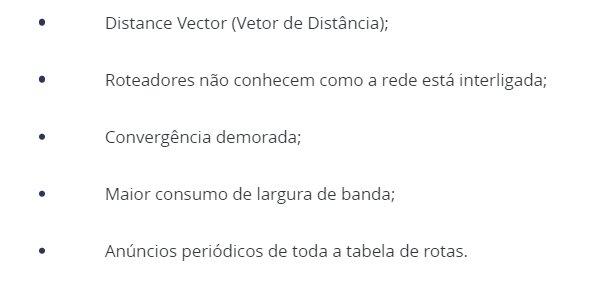 • Distance Vector (Vetor de Distância);
• Roteadores não conhecem como a rede está interligada;
• Convergência demorada;
• Maior consumo de largura de banda;
• Anúncios periódicos de toda a tabela de rotas.